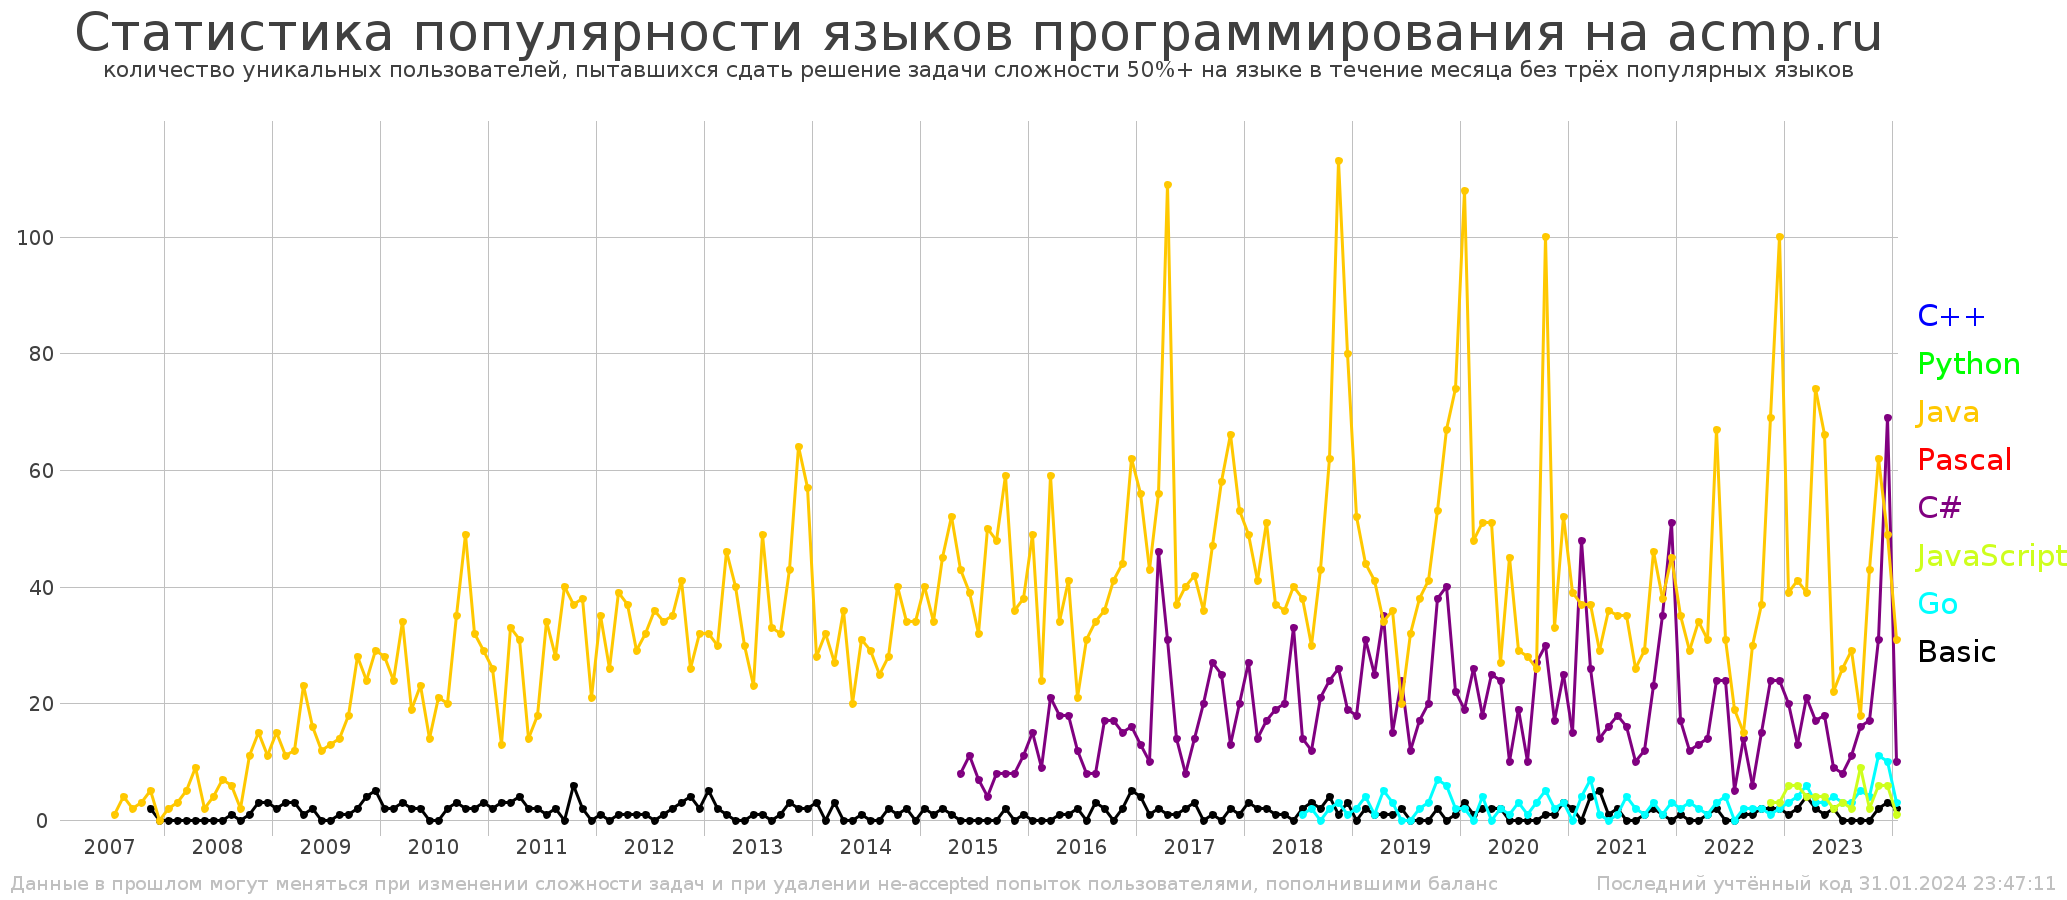 Статистика популярности языков программирования на acmp.ru
количество уникальных пользователей, пытавшихся сдать решение задачи сложности 50%+ на языке в течение месяца без трёх популярных языков
100
80
60
40
20
0
C++
Python
Java
Pascal
C#
JavaScript
Go
Basic
2007 2008 2009 2010 2011 2012 2013 2014 2015 2016 2017 2018 2019 2020 2021 2022 2023
Данные в прошлом могут меняться при изменении сложности задач и при удалении не-accepted попыток пользователями, пополнившими баланс
Последний учтённый код 31.01.2024 23:47:11